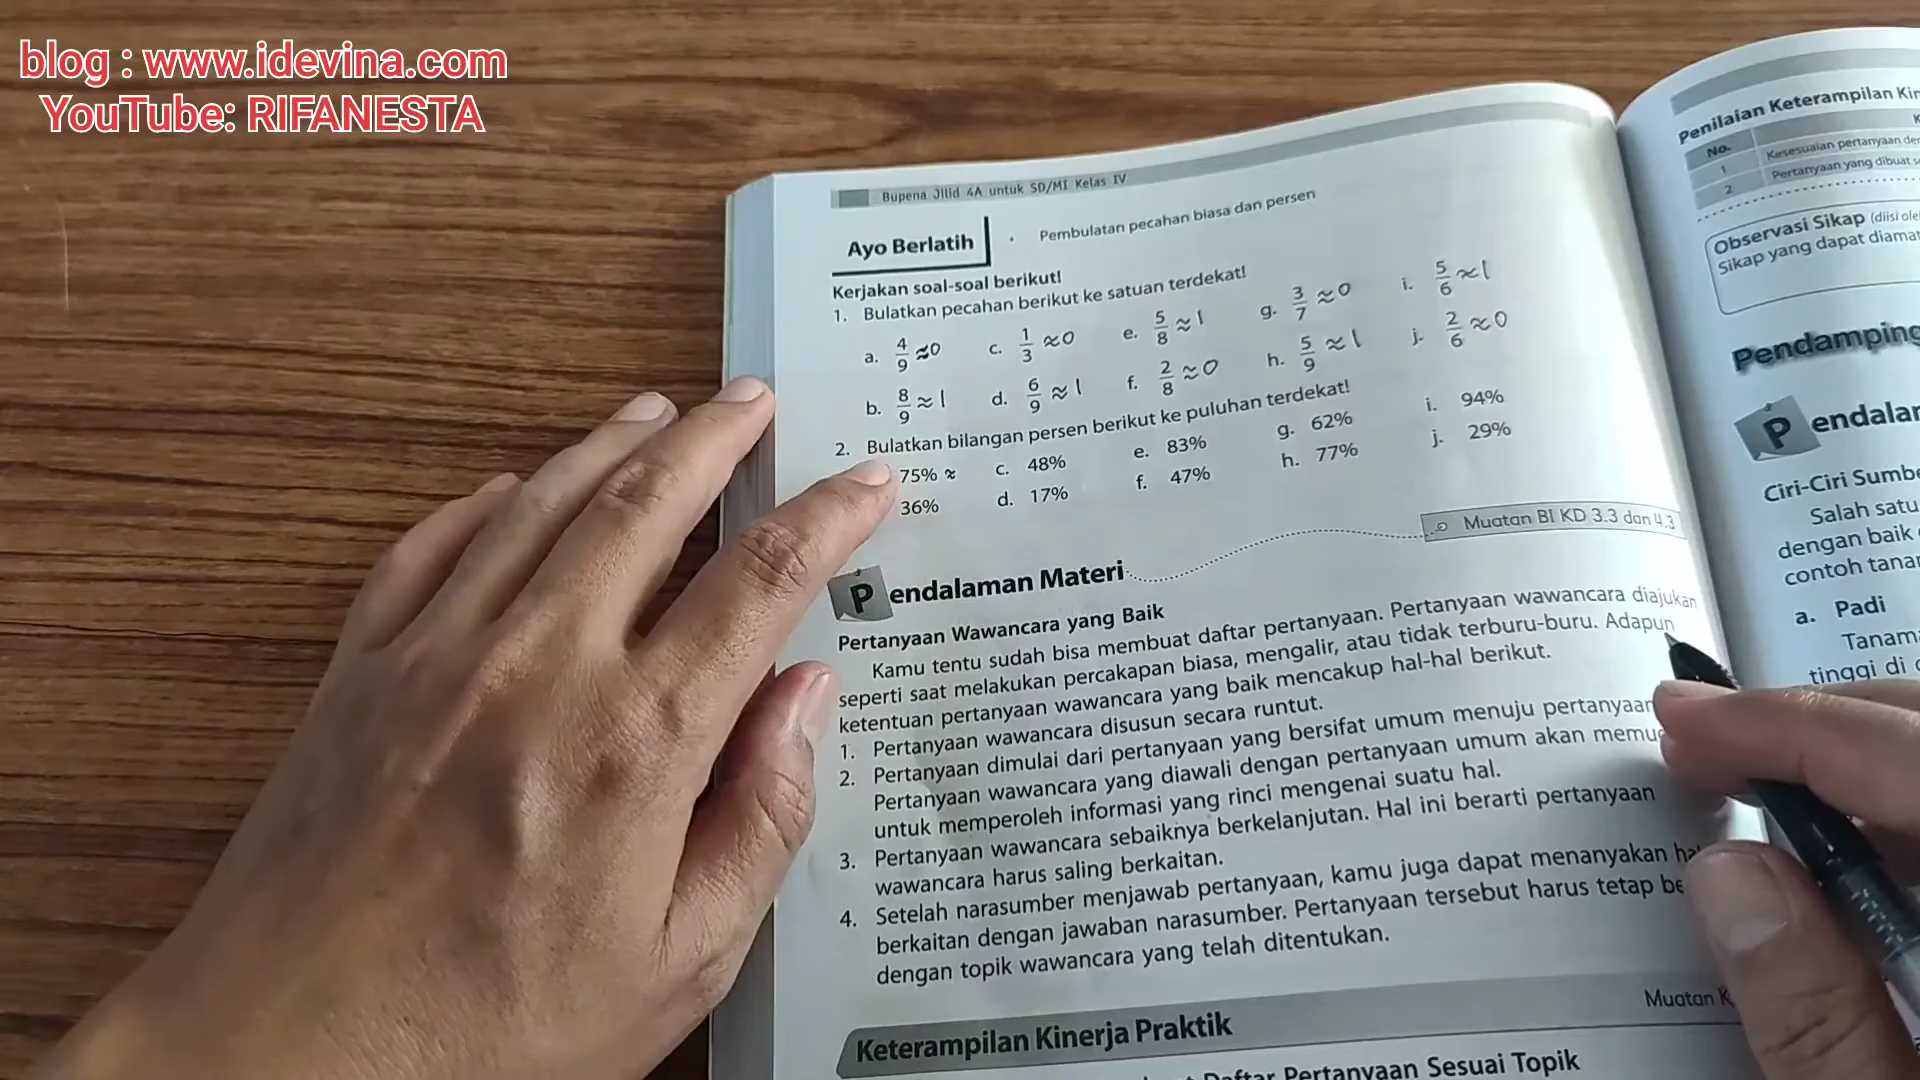 blog : www.idevina.com
YouTube: RIFANESTA
Bupena Jilid 4A untuk SD/MI Kelas IV
Ayo Berlatih
• Pembulatan pecahan biasa dan persen
Kerjakan soal-soal berikut!
1. Bulatkan pecahan berikut ke satuan terdekat!
a. 4/9 ≈0 c. 1/3 ≈0 e. 5/8 ≈1 g. 3/7 ≈0 i. 5/6 ≈1
b. 8/9 ≈1 d. 6/9 ≈1 f. 2/8 ≈0 h. 5/9 ≈1 j. 2/6 ≈0
2. Bulatkan bilangan persen berikut ke puluhan terdekat!
75% ≈ c. 48% e. 83% g. 62% i. 94%
36% d. 17% f. 47% h. 77% j. 29%
Muatan BI KD 3.3 dan 4.3
Pendalaman Materi
Pertanyaan Wawancara yang Baik
Kamu tentu sudah bisa membuat daftar pertanyaan. Pertanyaan wawancara diajukan
seperti saat melakukan percakapan biasa, mengalir, atau tidak terburu-buru. Adapun
ketentuan pertanyaan wawancara yang baik mencakup hal-hal berikut.
1. Pertanyaan wawancara disusun secara runtut.
2. Pertanyaan dimulai dari pertanyaan yang bersifat umum menuju pertanyaan
Pertanyaan wawancara yang diawali dengan pertanyaan umum akan
untuk memperoleh informasi yang rinci mengenai suatu hal.
3. Pertanyaan wawancara sebaiknya berkelanjutan. Hal ini berarti pertanyaan
wawancara harus saling berkaitan.
4. Setelah narasumber menjawab pertanyaan, kamu juga dapat menanyakan
berkaitan dengan jawaban narasumber. Pertanyaan tersebut harus tetap
dengan topik wawancara yang telah ditentukan.
Muatan
Keterampilan Kinerja Praktik
Daftar Pertanyaan Sesuai Topik
Penilaian Keterampilan
No.
1 Kesesuaian pertanyaan
2 Pertanyaan yang dibuat
Observasi Sikap (diisi
Sikap yang dapat
Pendamping
Ciri-Ciri
Salah satu
dengan baik
contoh
a. Padi
tinggi di